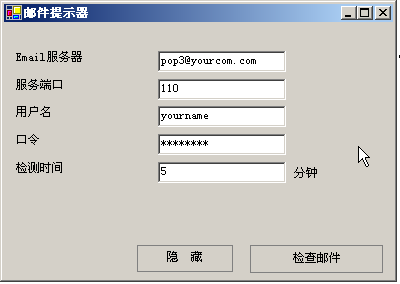 邮件提示器
Email服务器 pop3@yourcom.com
服务端口 110
用户名 yourname
口令 ********
检测时间 5 分钟
隐 藏 检查邮件